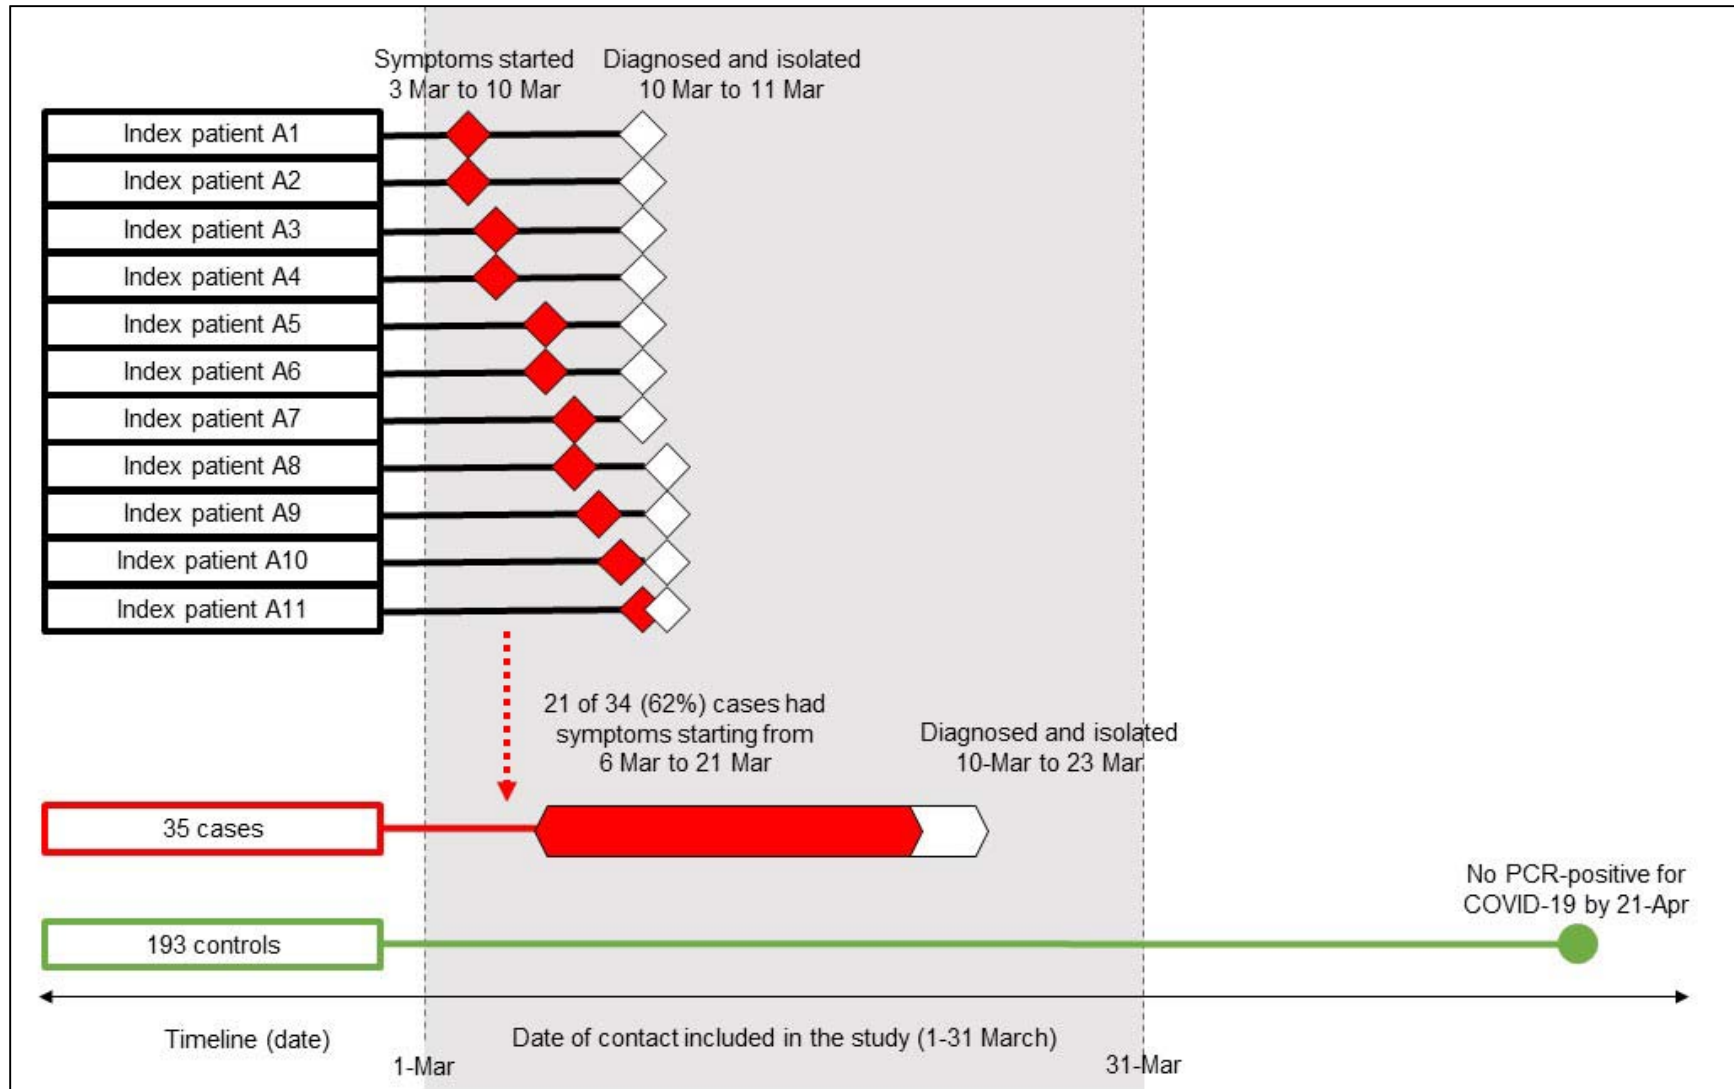 Symptoms started
3 Mar to 10 Mar
Diagnosed and isolated
10 Mar to 11 Mar
Index patient A1
Index patient A2
Index patient A3
Index patient A4
Index patient A5
Index patient A6
Index patient A7
Index patient A8
Index patient A9
Index patient A10
Index patient A11
21 of 34 (62%) cases had
symptoms starting from
6 Mar to 21 Mar
Diagnosed and isolated
10-Mar to 23 Mar
35 cases
No PCR-positive for
COVID-19 by 21-Apr
193 controls
Timeline (date)
Date of contact included in the study (1-31 March)
1-Mar
31-Mar